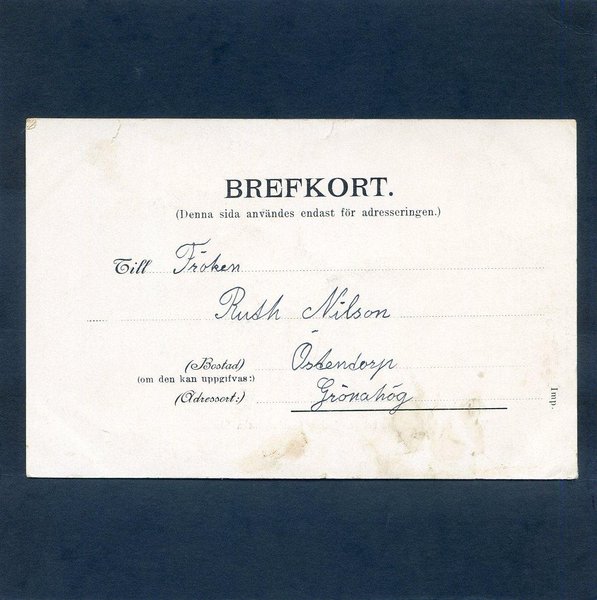 BREFKORT.
(Denna sida användes endast för adresseringen.)
Till Fröken
Ruth Nilson
(Bostad) Östendorp
(om den kan uppgifvas:)
(Adressort:) Grönahög
Imp.